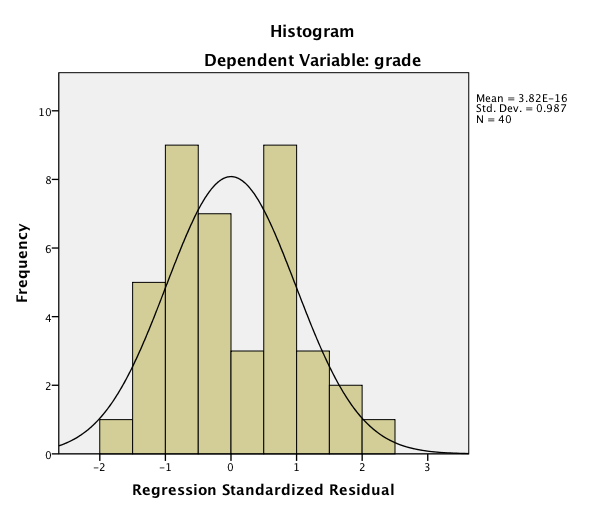 Histogram
Dependent Variable: grade
Mean = 3.82E-16
Std. Dev. = 0.987
N = 40
Frequency
10
8
6
4
2
0
-2 -1 0 1 2 3
Regression Standardized Residual